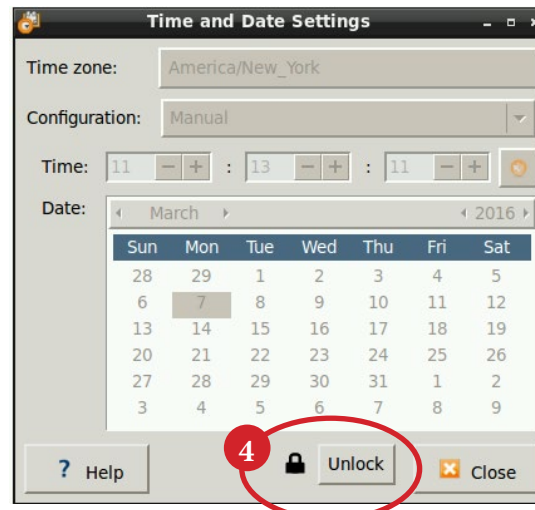 Time and Date Settings
Time zone: America/New_York
Configuration: Manual
Time: 11 - + : 13 - + : 11 - +
Date: March 2016
Sun Mon Tue Wed Thu Fri Sat
28 29 1 2 3 4 5
6 7 8 9 10 11 12
13 14 15 16 17 18 19
20 21 22 23 24 25 26
27 28 29 30 31 1 2
3 4 5 6 7 8 9
? Help 4 Unlock Close